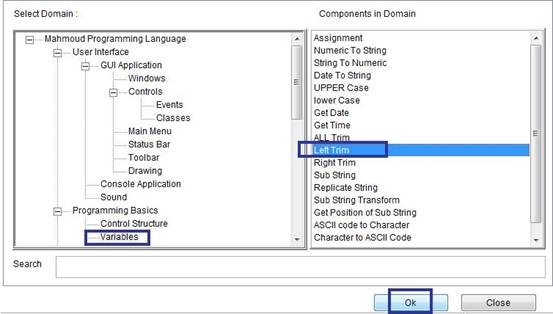 Select Domain :
Mahmoud Programming Language
User Interface
GUI Application
Windows
Controls
Events
Classes
Main Menu
Status Bar
Toolbar
Drawing
Console Application
Sound
Programming Basics
Control Structure
Variables
Components in Domain
Assignment
Numeric To String
String To Numeric
Date To String
UPPER Case
lower Case
Get Date
Get Time
ALL Trim
Left Trim
Right Trim
Sub String
Replicate String
Sub String Transform
Get Position of Sub String
ASCII code to Character
Character to ASCII Code
Search
Ok
Close